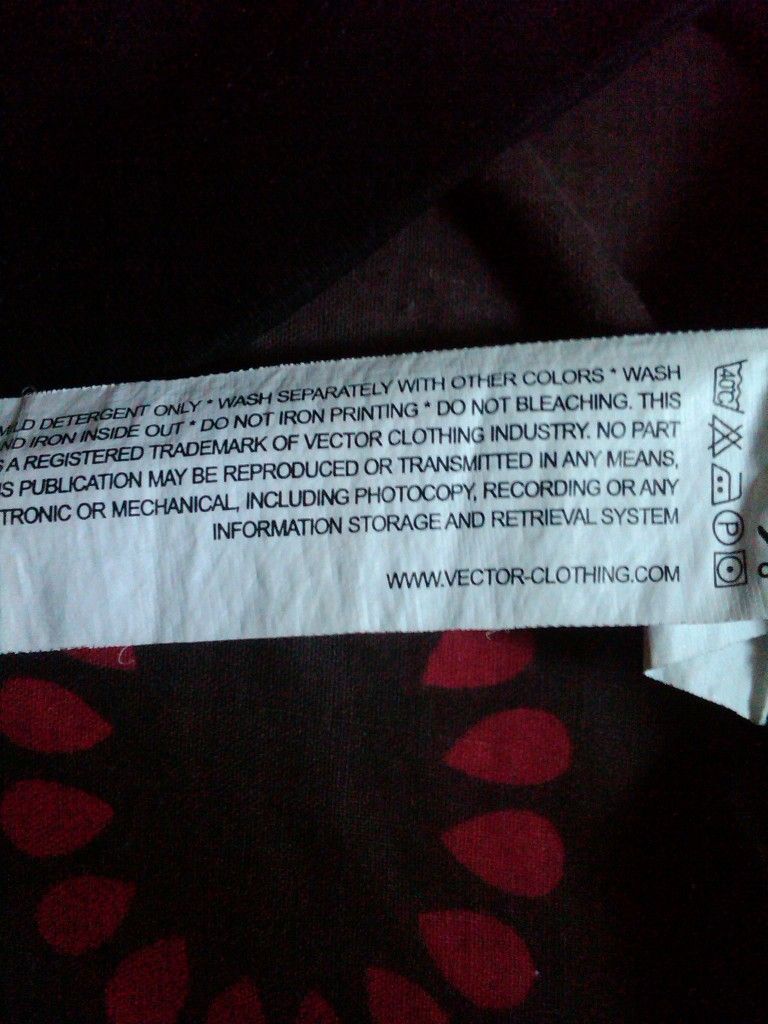 MILD DETERGENT ONLY * WASH SEPARATELY WITH OTHER COLORS * WASH
AND IRON INSIDE OUT * DO NOT IRON PRINTING * DO NOT BLEACHING. THIS
S A REGISTERED TRADEMARK OF VECTOR CLOTHING INDUSTRY. NO PART
IS PUBLICATION MAY BE REPRODUCED OR TRANSMITTED IN ANY MEANS,
TRONIC OR MECHANICAL, INCLUDING PHOTOCOPY, RECORDING OR ANY
INFORMATION STORAGE AND RETRIEVAL SYSTEM
WWW.VECTOR-CLOTHING.COM
40C
P